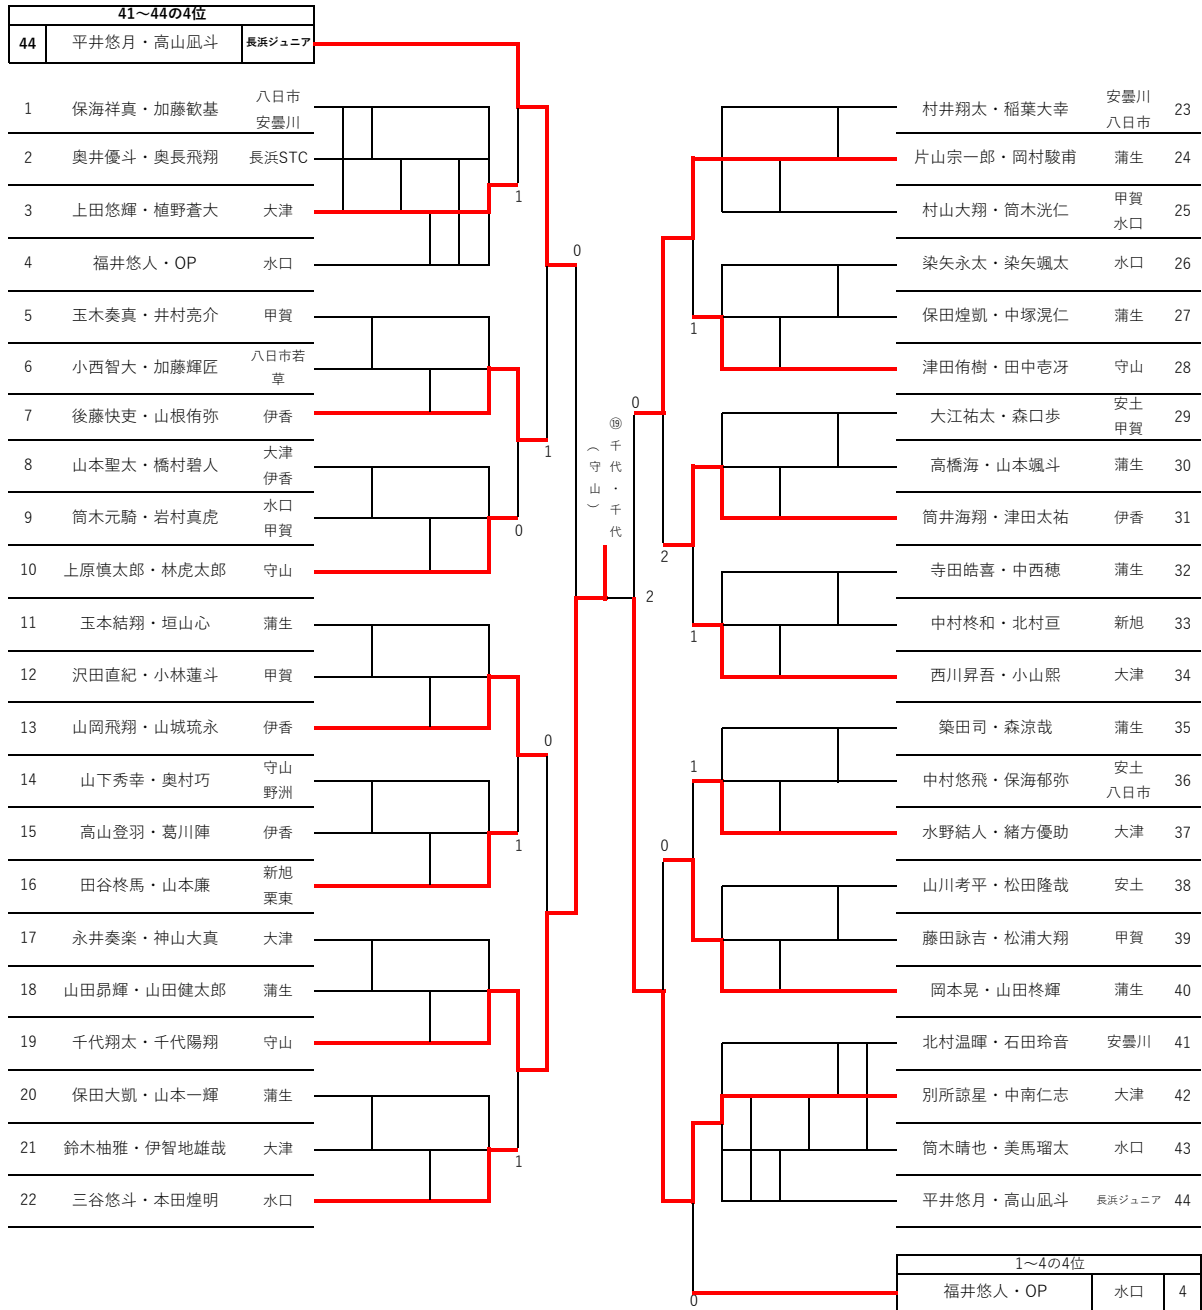 41～44の4位
44 平井悠月・高山凪斗 長浜ジュニア
1 保海祥真・加藤歓基 八日市 安曇川
2 奥井優斗・奥長飛翔 長浜STC
3 上田悠輝・植野蒼大 大津
4 福井悠人・OP 水口
5 玉木奏真・井村亮介 甲賀
6 小西智大・加藤輝匠 八日市若草
7 後藤快吏・山根侑弥 伊香
8 山本聖太・橋村碧人 大津 伊香
9 筒木元騎・岩村真虎 水口 甲賀
10 上原慎太郎・林虎太郎 守山
11 玉本結翔・垣山心 蒲生
12 沢田直紀・小林蓮斗 甲賀
13 山岡飛翔・山城琉永 伊香
14 山下秀幸・奥村巧 守山 野洲
15 高山登羽・葛川陣 伊香
16 田谷柊馬・山本廉 新旭 栗東
17 永井奏楽・神山大真 大津
18 山田昴輝・山田健太郎 蒲生
19 千代翔太・千代陽翔 守山
20 保田大凱・山本一輝 蒲生
21 鈴木柚雅・伊智地雄哉 大津
22 三谷悠斗・本田煌明 水口
1
0
1
0
0
1
1
⑲千代・千代
（守山）
0
2
1
2
1
1
0
0
村井翔太・稲葉大幸 安曇川 八日市 23
片山宗一郎・岡村駿甫 蒲生 24
村山大翔・筒木洸仁 甲賀 水口 25
染矢永太・染矢颯太 水口 26
保田煌凱・中塚滉仁 蒲生 27
津田侑樹・田中壱冴 守山 28
大江祐太・森口歩 安土 甲賀 29
高橋海・山本颯斗 蒲生 30
筒井海翔・津田太祐 伊香 31
寺田皓喜・中西穂 蒲生 32
中村柊和・北村亘 新旭 33
西川昇吾・小山熙 大津 34
築田司・森涼哉 蒲生 35
中村悠飛・保海郁弥 安土 八日市 36
水野結人・緒方優助 大津 37
山川考平・松田隆哉 安土 38
藤田詠吉・松浦大翔 甲賀 39
岡本晃・山田柊輝 蒲生 40
北村温暉・石田玲音 安曇川 41
別所諒星・中南仁志 大津 42
筒木晴也・美馬瑠太 水口 43
平井悠月・高山凪斗 長浜ジュニア 44
1～4の4位
福井悠人・OP 水口 4